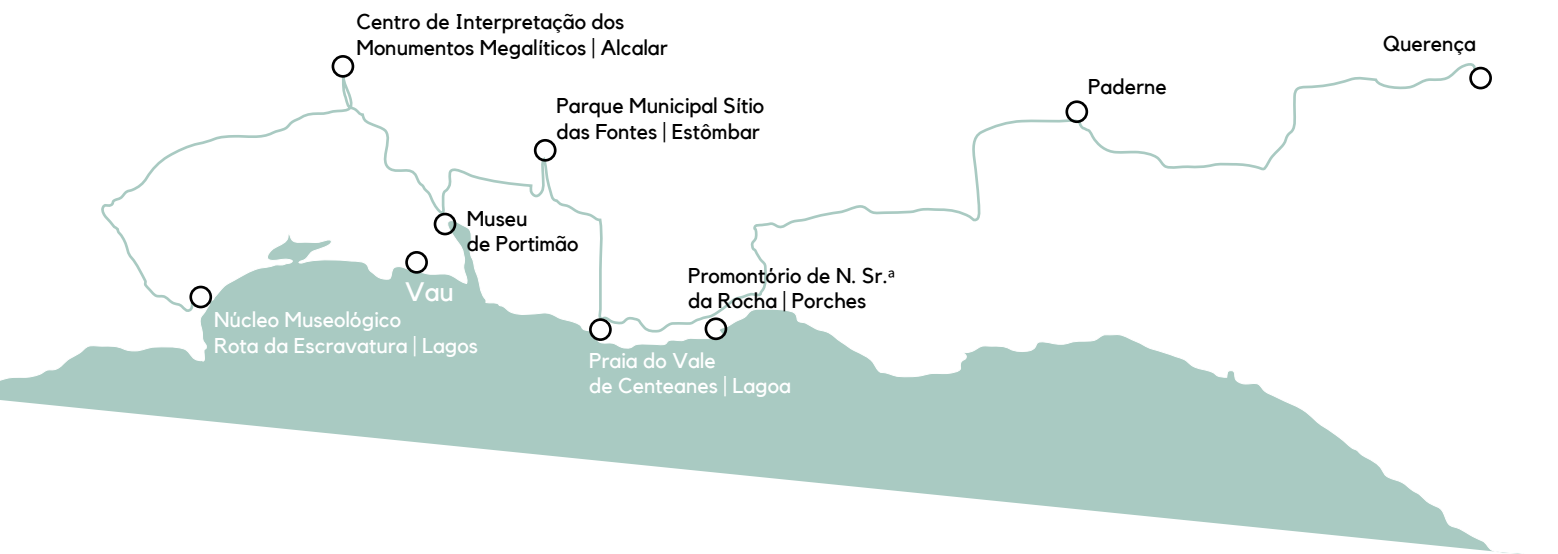 Centro de Interpretação dos
Monumentos Megalíticos | Alcalar
Querença
Paderne
Parque Municipal Sítio
das Fontes | Estômbar
Museu
de Portimão
Promontório de N. Sr.ª
da Rocha | Porches
Vau
Núcleo Museológico
Rota da Escravatura | Lagos
Praia do Vale
de Centeanes | Lagoa